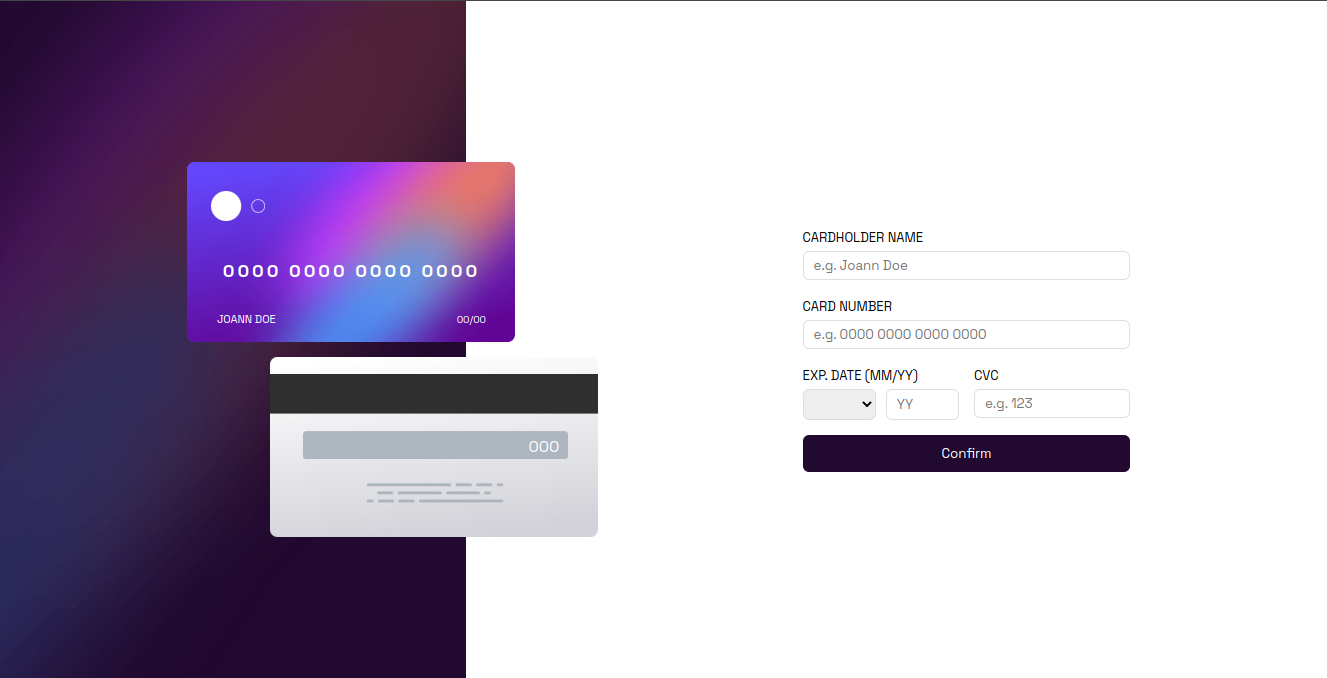 0000 0000 0000 0000
JOANN DOE 00/00
000
CARDHOLDER NAME
e.g. Joann Doe
CARD NUMBER
e.g. 0000 0000 0000 0000
EXP. DATE (MM/YY) CVC
YY e.g. 123
Confirm